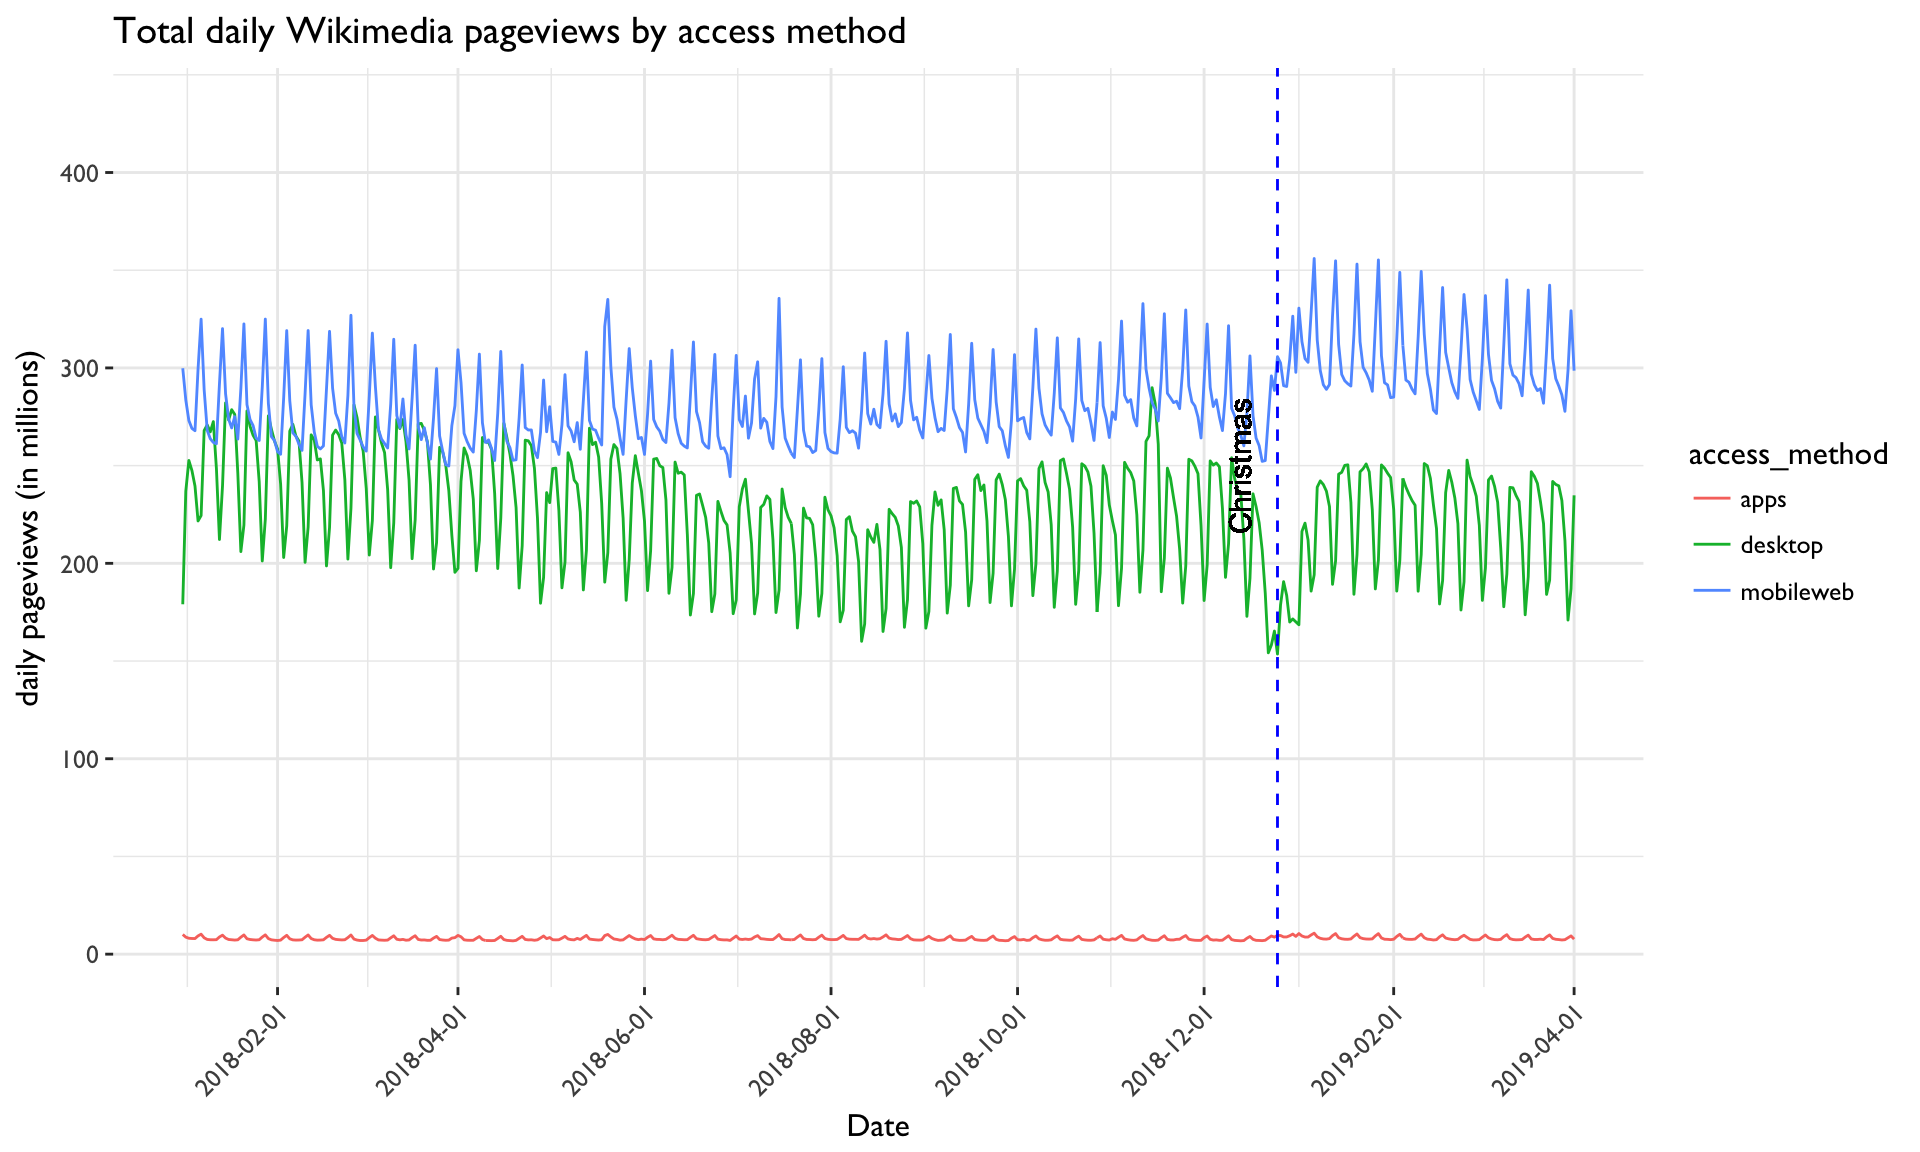 Total daily Wikimedia pageviews by access method
daily pageviews (in millions)
400
300
200
100
0
Christmas
access_method
apps
desktop
mobileweb
2018-02-01
2018-04-01
2018-06-01
2018-08-01
2018-10-01
2018-12-01
2019-02-01
2019-04-01
Date